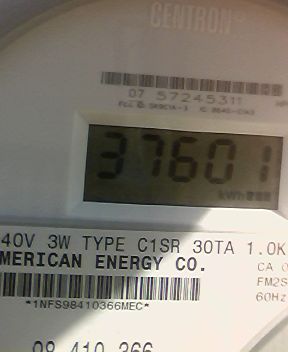 CENTRON®
07 57245311
37601
kWh
40V 3W TYPE C1SR 30TA 1.0K
MERICAN ENERGY CO.
CA 0
FM2S
60Hz
*1NFS98410366MEC*
98 410 366